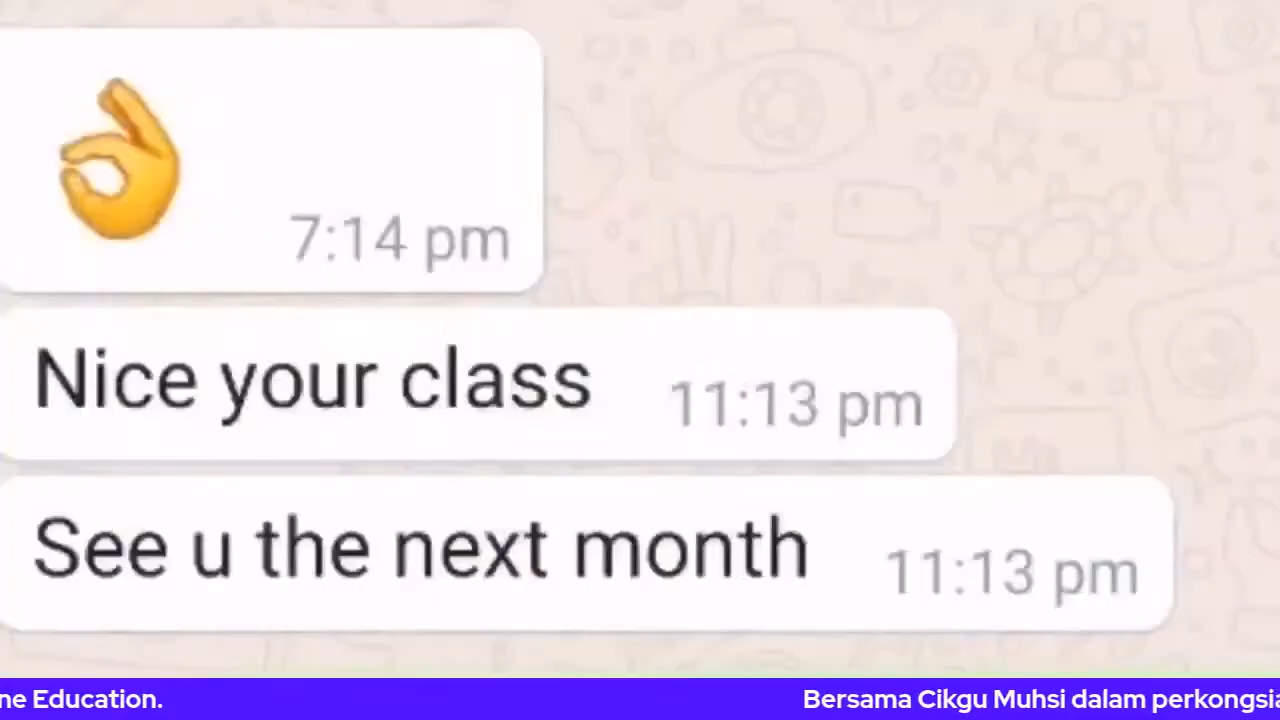 👌
7:14 pm
Nice your class 11:13 pm
See u the next month 11:13 pm
ne Education. Bersama Cikgu Muhsi dalam perkongsia